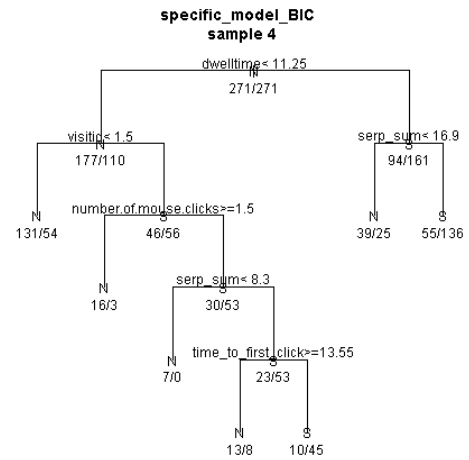 specific_model_BIC
sample 4
dwelltime< 11.25
271/271
visitic< 1.5
N
177/110
serp_sum< 16.9
S
94/161
N
131/54
number.of.mouse.clicks>=1.5
S
46/56
N
39/25
S
55/136
N
16/3
serp_sum< 8.3
S
30/53
N
7/0
time_to_first_click>=13.55
S
23/53
N
13/8
S
10/45